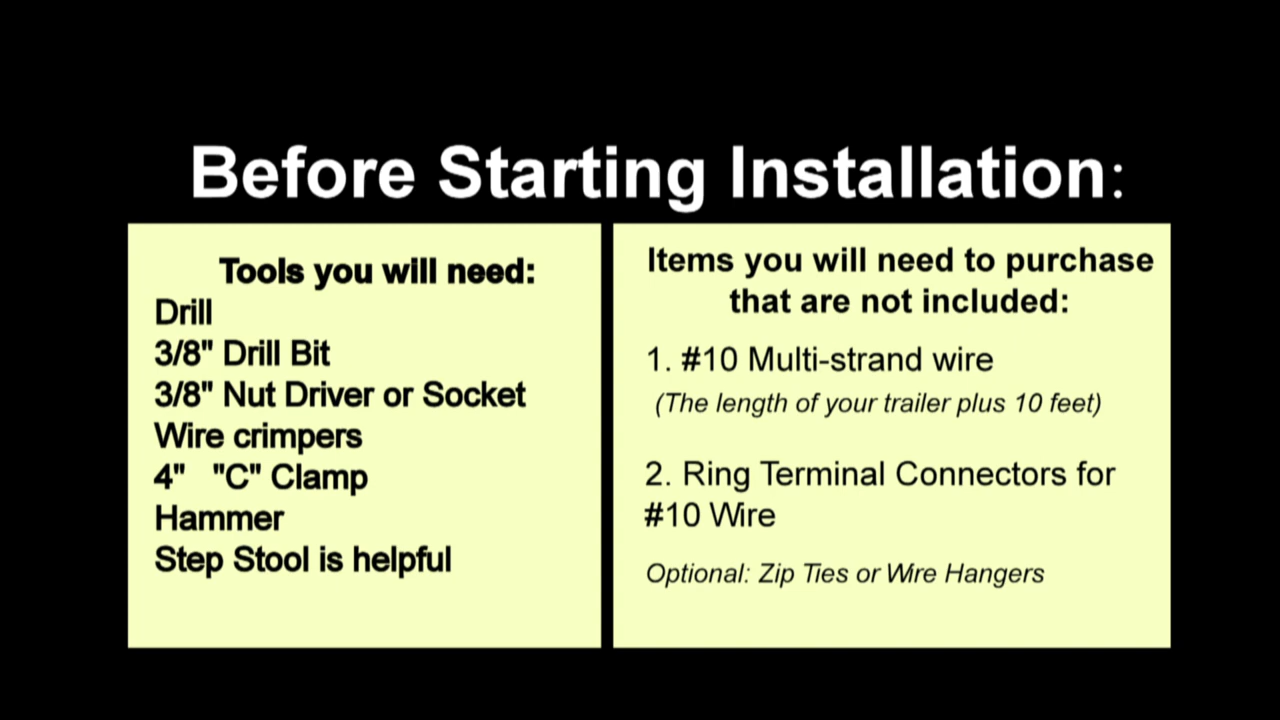 Before Starting Installation:
Tools you will need:
Drill
3/8" Drill Bit
3/8" Nut Driver or Socket
Wire crimpers
4" "C" Clamp
Hammer
Step Stool is helpful
Items you will need to purchase
that are not included:
1. #10 Multi-strand wire
(The length of your trailer plus 10 feet)
2. Ring Terminal Connectors for
#10 Wire
Optional: Zip Ties or Wire Hangers